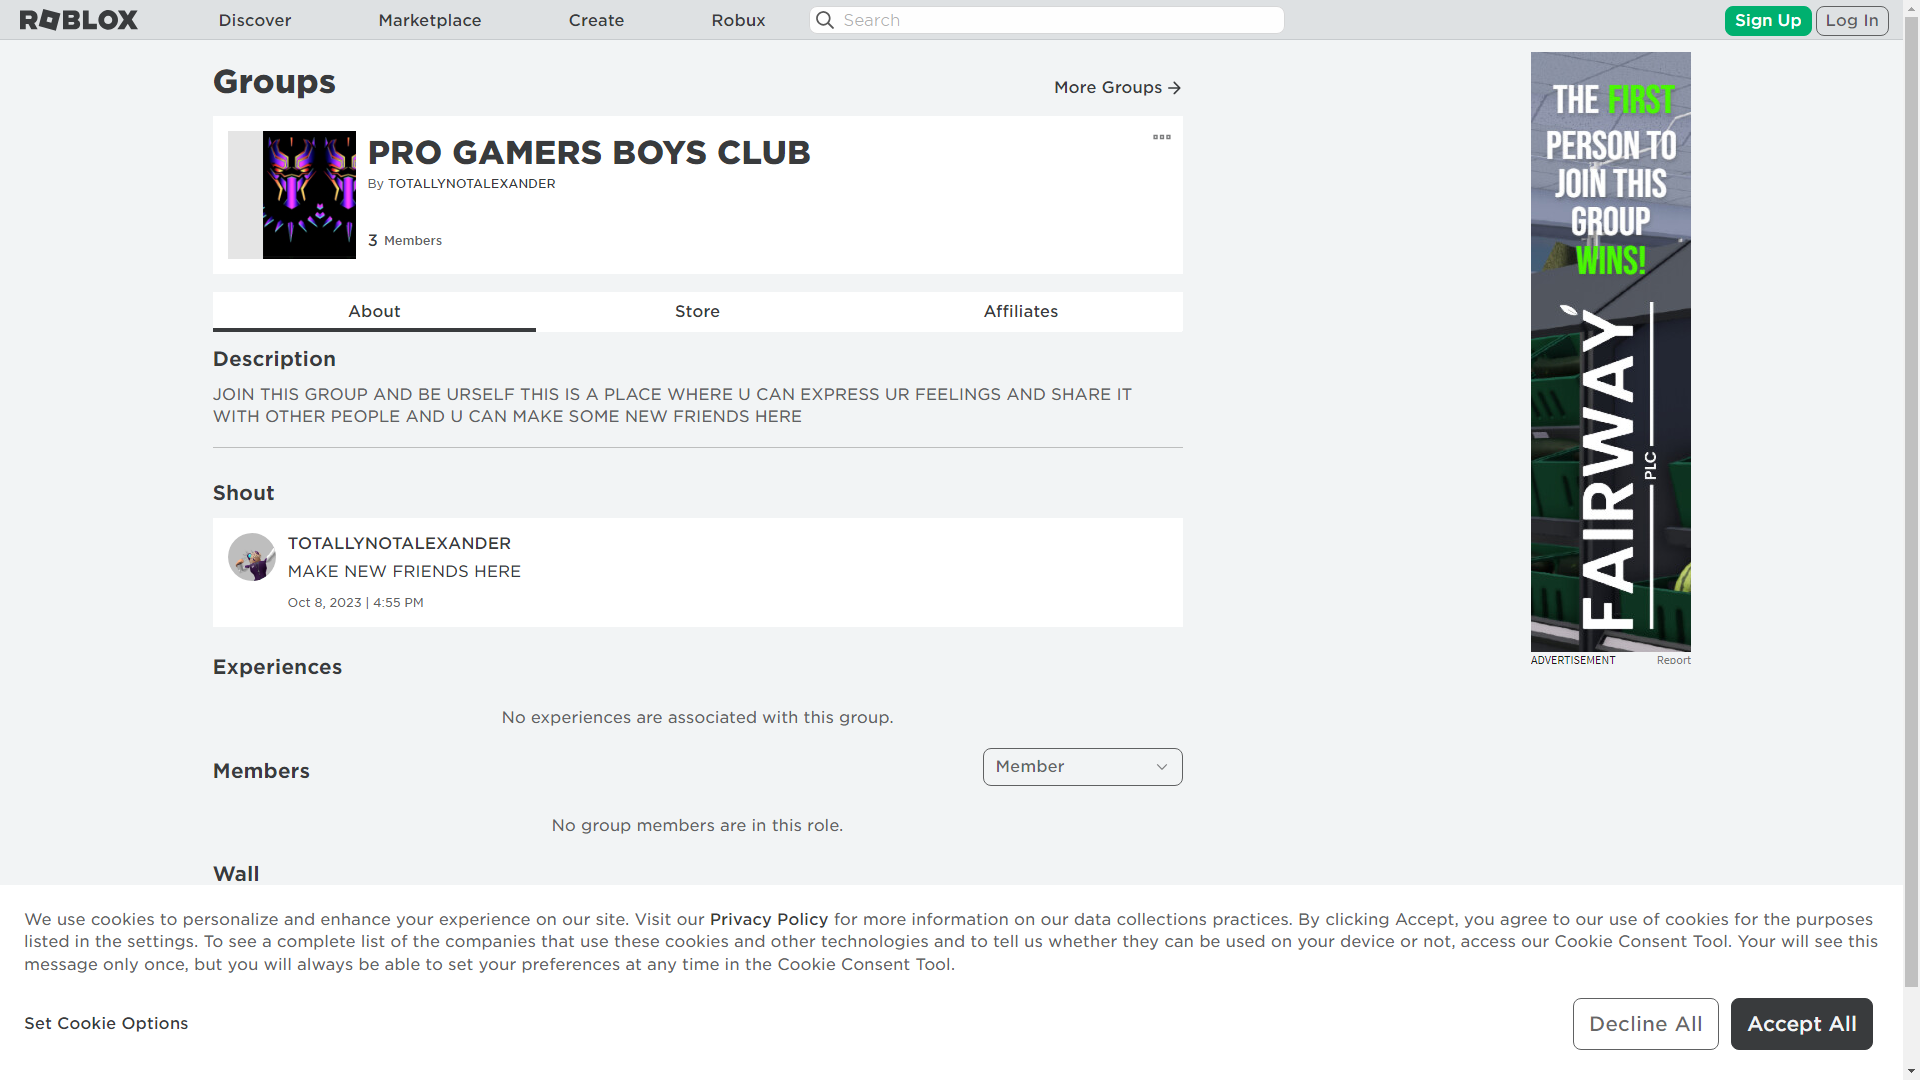 ROBLOX
Discover
Marketplace
Create
Robux
Search
Sign Up
Log In
Groups
More Groups
PRO GAMERS BOYS CLUB
By TOTALLYNOTALEXANDER
3 Members
About
Store
Affiliates
Description
JOIN THIS GROUP AND BE URSELF THIS IS A PLACE WHERE U CAN EXPRESS UR FEELINGS AND SHARE IT
WITH OTHER PEOPLE AND U CAN MAKE SOME NEW FRIENDS HERE
Shout
TOTALLYNOTALEXANDER
MAKE NEW FRIENDS HERE
Oct 8, 2023 | 4:55 PM
Experiences
No experiences are associated with this group.
Members
Member
No group members are in this role.
Wall
THE FIRST
PERSON TO
JOIN THIS
GROUP
WINS!
FAIRWAY
PLC
ADVERTISEMENT
Report
We use cookies to personalize and enhance your experience on our site. Visit our Privacy Policy for more information on our data collections practices. By clicking Accept, you agree to our use of cookies for the purposes
listed in the settings. To see a complete list of the companies that use these cookies and other technologies and to tell us whether they can be used on your device or not, access our Cookie Consent Tool. Your will see this
message only once, but you will always be able to set your preferences at any time in the Cookie Consent Tool.
Set Cookie Options
Decline All
Accept All